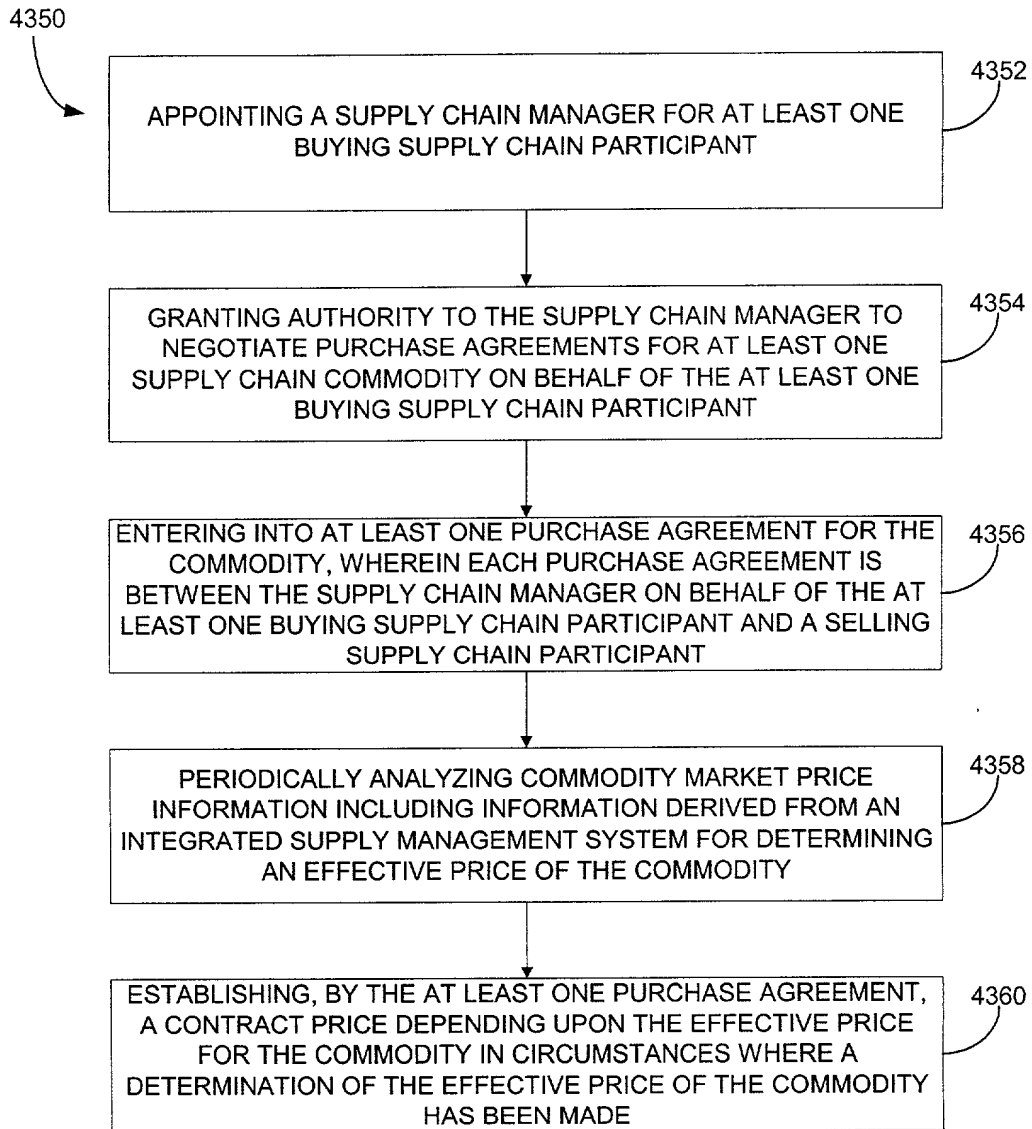 4350
4352
APPOINTING A SUPPLY CHAIN MANAGER FOR AT LEAST ONE
BUYING SUPPLY CHAIN PARTICIPANT
4354
GRANTING AUTHORITY TO THE SUPPLY CHAIN MANAGER TO
NEGOTIATE PURCHASE AGREEMENTS FOR AT LEAST ONE
SUPPLY CHAIN COMMODITY ON BEHALF OF THE AT LEAST ONE
BUYING SUPPLY CHAIN PARTICIPANT
4356
ENTERING INTO AT LEAST ONE PURCHASE AGREEMENT FOR THE
COMMODITY, WHEREIN EACH PURCHASE AGREEMENT IS
BETWEEN THE SUPPLY CHAIN MANAGER ON BEHALF OF THE AT
LEAST ONE BUYING SUPPLY CHAIN PARTICIPANT AND A SELLING
SUPPLY CHAIN PARTICIPANT
4358
PERIODICALLY ANALYZING COMMODITY MARKET PRICE
INFORMATION INCLUDING INFORMATION DERIVED FROM AN
INTEGRATED SUPPLY MANAGEMENT SYSTEM FOR DETERMINING
AN EFFECTIVE PRICE OF THE COMMODITY
4360
ESTABLISHING, BY THE AT LEAST ONE PURCHASE AGREEMENT,
A CONTRACT PRICE DEPENDING UPON THE EFFECTIVE PRICE
FOR THE COMMODITY IN CIRCUMSTANCES WHERE A
DETERMINATION OF THE EFFECTIVE PRICE OF THE COMMODITY
HAS BEEN MADE